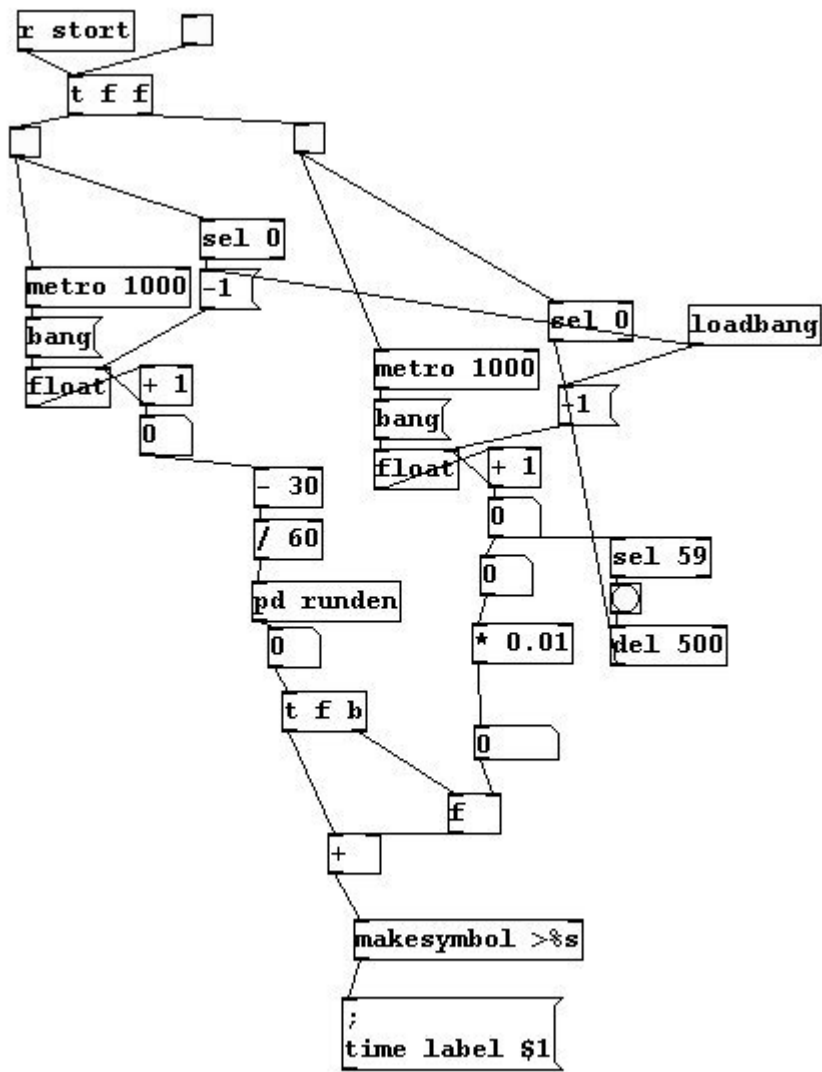 r stort
t f f
sel 0
metro 1000
-1
sel 0
loadbang
bang
metro 1000
float
+ 1
-1
bang
0
float
+ 1
- 30
0
/ 60
sel 59
0
pd runden
0
* 0.01
del 500
t f b
0
f
+
makesymbol >%s
;
time label $1